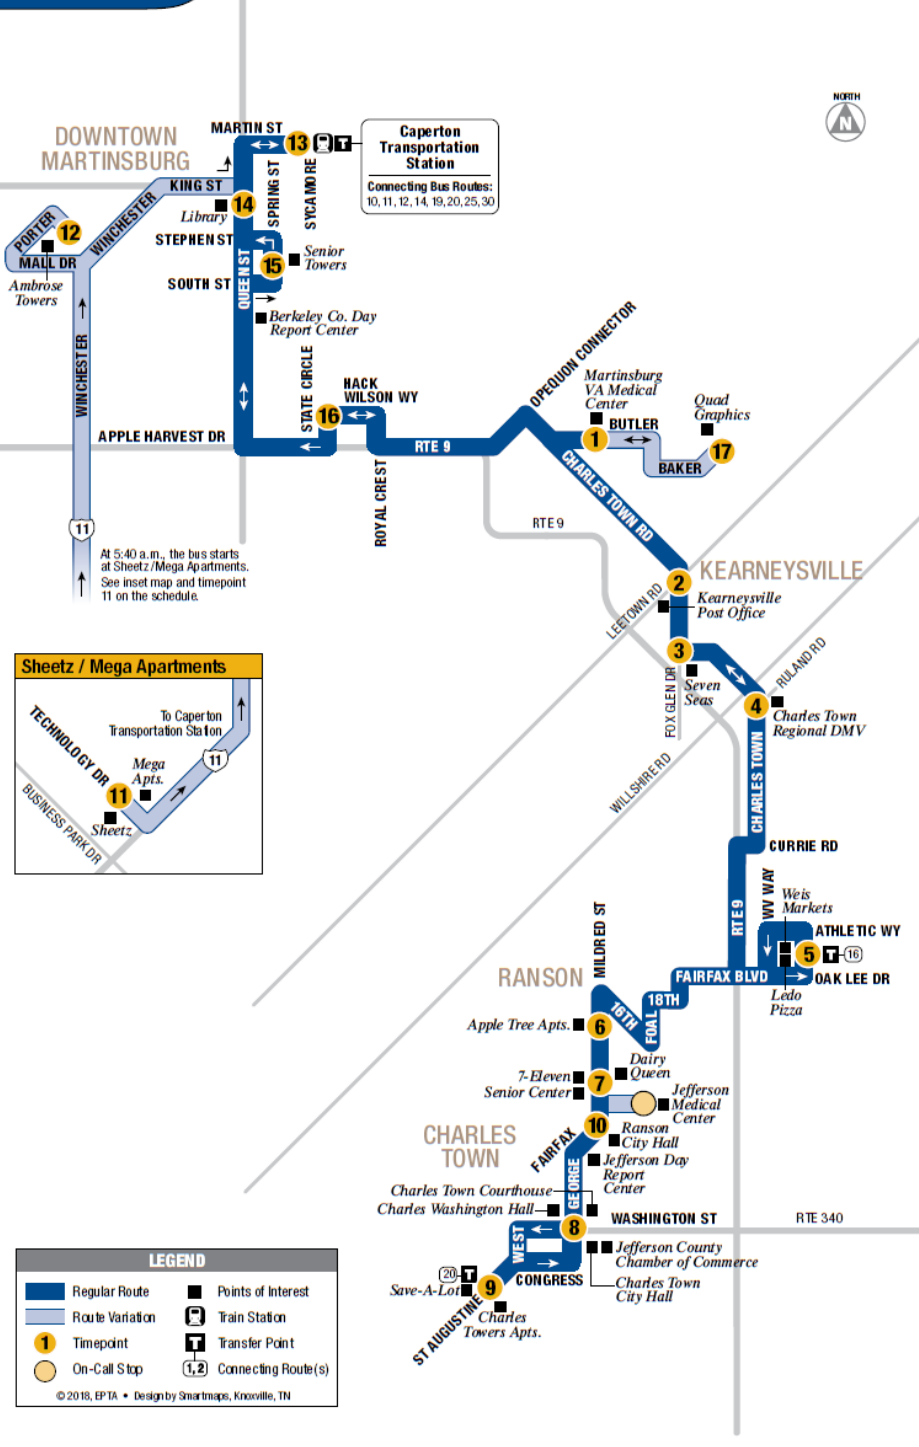 NORTH
N
DOWNTOWN
MARTINSBURG
MARTIN ST
13
T
Caperton
Transportation
Station
Connecting Bus Routes:
10, 11, 12, 14, 19, 20, 25, 30
KING ST
SPRING ST
SYCAMORE
14
Library
WINCHESTER
PORTER
12
MALL DR
Ambrose
Towers
STEPHEN ST
15
Senior
Towers
SOUTH ST
QUEEN ST
Berkeley Co. Day
Report Center
WINCHESTER
STATE CIRCLE
HACK
WILSON WY
16
APPLE HARVEST DR
RTE 9
ROYAL CREST
OPEQUON CONNECTOR
Martinsburg
VA Medical
Center
1
BUTLER
Quad
Graphics
17
BAKER
CHARLES TOWN RD
RTE 9
11
At 5:40 a.m., the bus starts
at Sheetz/Mega Apartments.
See inset map and timepoint
11 on the schedule.
2
KEARNEYSVILLE
LEETOWN RD
Kearneysville
Post Office
3
FOX GLEN DR
Seven
Seas
RULAND RD
4
Charles Town
Regional DMV
WILLSHIRE RD
CHARLES TOWN
CURRIE RD
Sheetz / Mega Apartments
TECHNOLOGY DR
To Caperton
Transportation Station
11
Mega
Apts.
11
Sheetz
BUSINESS PARK DR
RTE 9
WV WAY
Weis
Markets
ATHLETIC WY
5
T
16
OAK LEE DR
Ledo
Pizza
FAIRFAX BLVD
MILDRED ST
RANSON
18TH
16TH
FOAL
Apple Tree Apts.
6
7-Eleven
Senior Center
7
Dairy
Queen
Jefferson
Medical
Center
CHARLES
TOWN
10
FAIRFAX
Ranson
City Hall
Jefferson Day
Report
Center
GEORGE
Charles Town Courthouse
Charles Washington Hall
8
WASHINGTON ST
RTE 340
WEST
CONGRESS
Jefferson County
Chamber of Commerce
Charles Town
City Hall
20
T
Save-A-Lot
9
ST AUGUSTINE
Charles
Towers Apts.
LEGEND
Regular Route
Points of Interest
Route Variation
Train Station
1
Timepoint
T
Transfer Point
On-Call Stop
1,2
Connecting Route(s)
© 2018, EPTA • Design by Smartmaps, Knoxville, TN